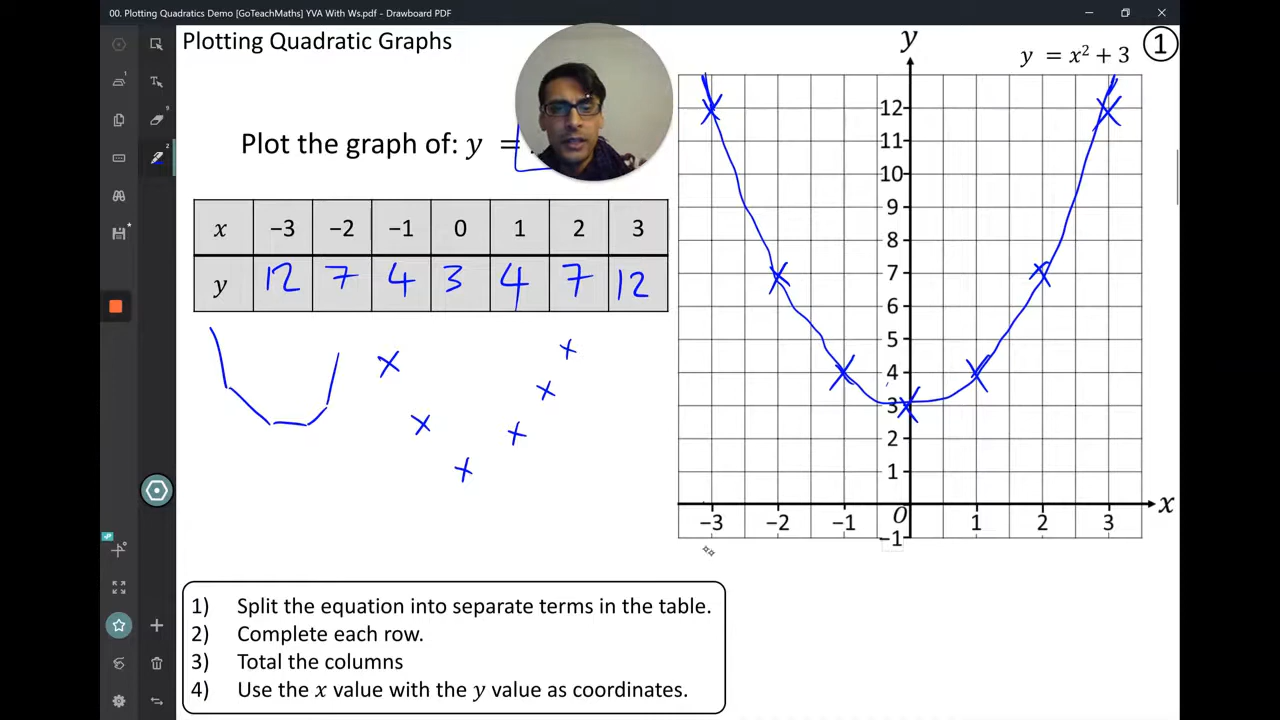 00. Plotting Quadratics Demo [GoTeachMaths] YVA With Ws.pdf - Drawboard PDF
Plotting Quadratic Graphs
y = x² + 3
1
Plot the graph of: y =
x −3 −2 −1 0 1 2 3
y 12 7 4 3 4 7 12
y
12
11
10
9
8
7
6
5
4
3
2
1
O
x
−3 −2 −1 1 2 3
−1
1) Split the equation into separate terms in the table.
2) Complete each row.
3) Total the columns
4) Use the x value with the y value as coordinates.